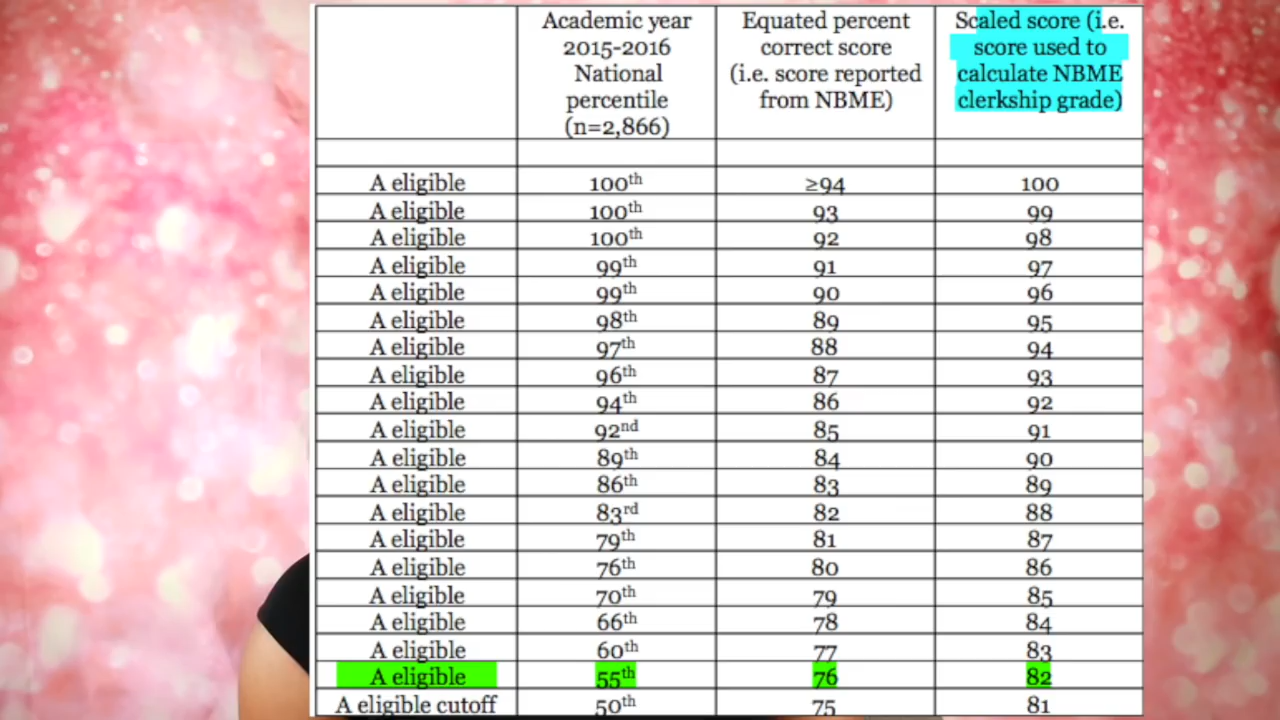 Academic year 2015-2016 National percentile (n=2,866) Equated percent correct score (i.e. score reported from NBME) Scaled score (i.e. score used to calculate NBME clerkship grade)
A eligible 100th ≥94 100
A eligible 100th 93 99
A eligible 100th 92 98
A eligible 99th 91 97
A eligible 99th 90 96
A eligible 98th 89 95
A eligible 97th 88 94
A eligible 96th 87 93
A eligible 94th 86 92
A eligible 92nd 85 91
A eligible 89th 84 90
A eligible 86th 83 89
A eligible 83rd 82 88
A eligible 79th 81 87
A eligible 76th 80 86
A eligible 70th 79 85
A eligible 66th 78 84
A eligible 60th 77 83
A eligible 55th 76 82
A eligible cutoff 50th 75 81